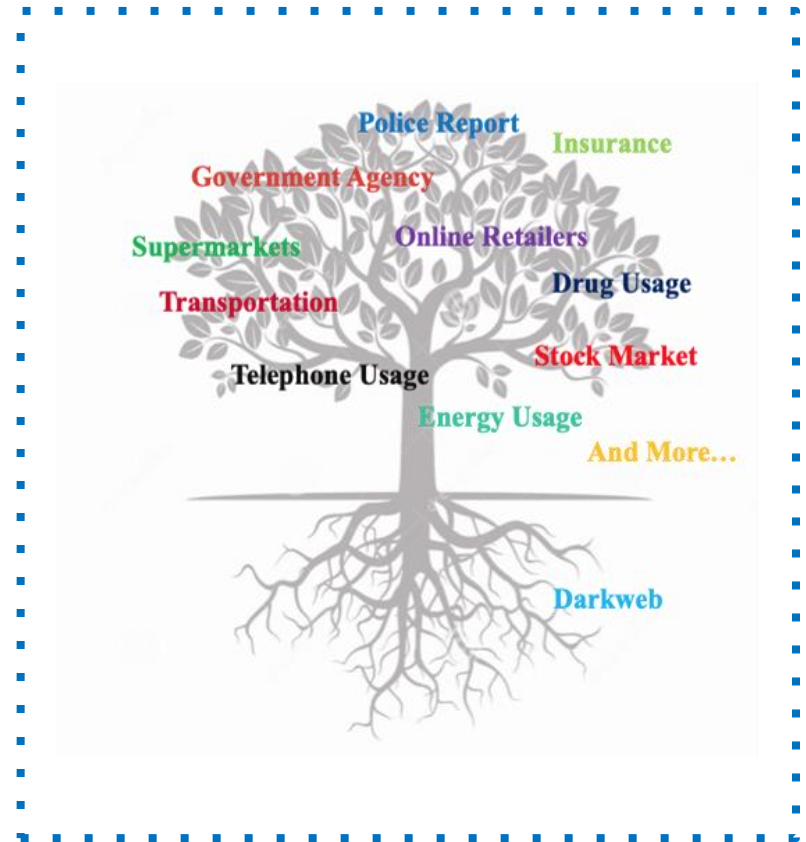 Police Report
Insurance
Government Agency
Online Retailers
Supermarkets
Drug Usage
Transportation
Stock Market
Telephone Usage
Energy Usage
And More...
Darkweb